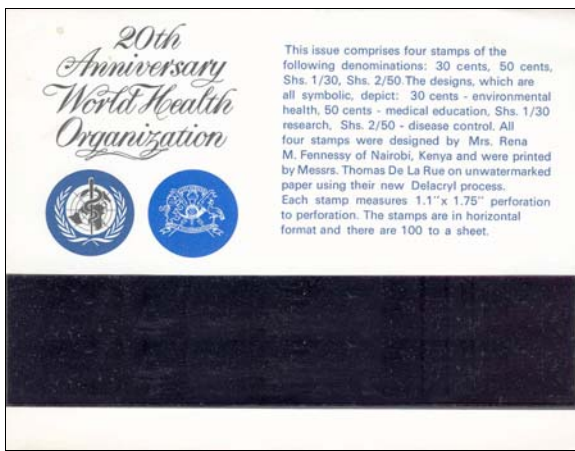 20th
Anniversary
World Health
Organization
This issue comprises four stamps of the
following denominations: 30 cents, 50 cents,
Shs. 1/30, Shs. 2/50.The designs, which are
all symbolic, depict: 30 cents - environmental
health, 50 cents - medical education, Shs. 1/30
research, Shs. 2/50 - disease control. All
four stamps were designed by Mrs. Rena
M. Fennessy of Nairobi, Kenya and were printed
by Messrs. Thomas De La Rue on unwatermarked
paper using their new Delacryl process.
Each stamp measures 1.1″x 1.75″ perforation
to perforation. The stamps are in horizontal
format and there are 100 to a sheet.